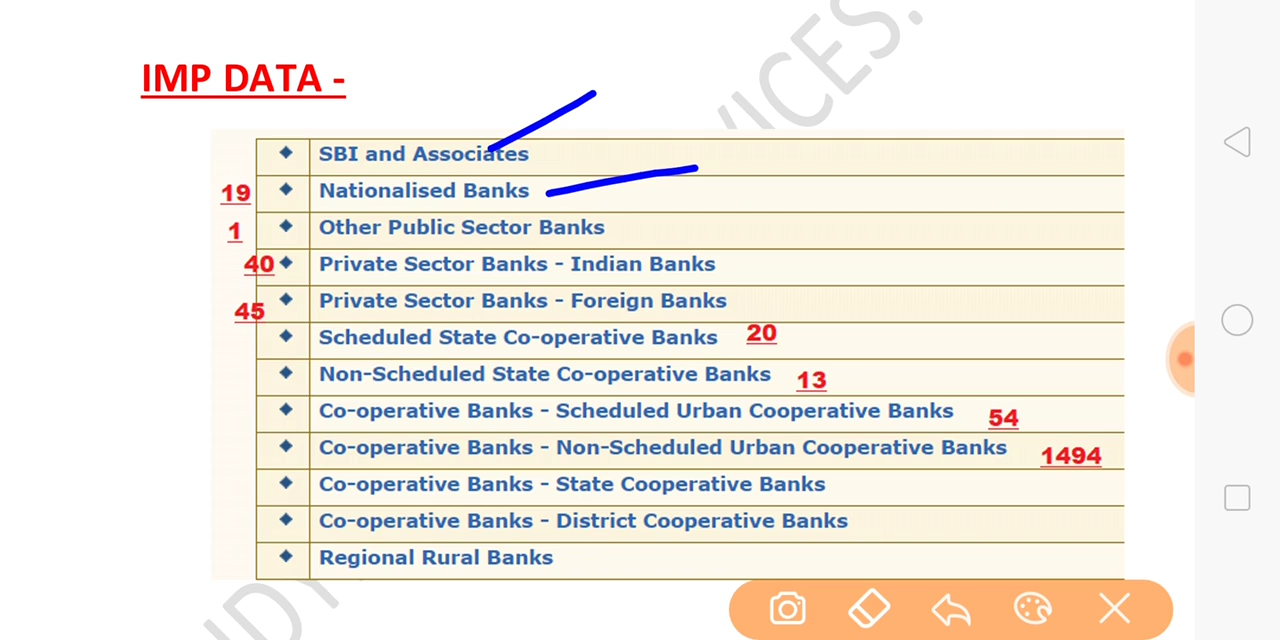 IMP DATA -
SBI and Associates
19 Nationalised Banks
1 Other Public Sector Banks
40 Private Sector Banks - Indian Banks
45 Private Sector Banks - Foreign Banks
Scheduled State Co-operative Banks 20
Non-Scheduled State Co-operative Banks 13
Co-operative Banks - Scheduled Urban Cooperative Banks 54
Co-operative Banks - Non-Scheduled Urban Cooperative Banks 1494
Co-operative Banks - State Cooperative Banks
Co-operative Banks - District Cooperative Banks
Regional Rural Banks